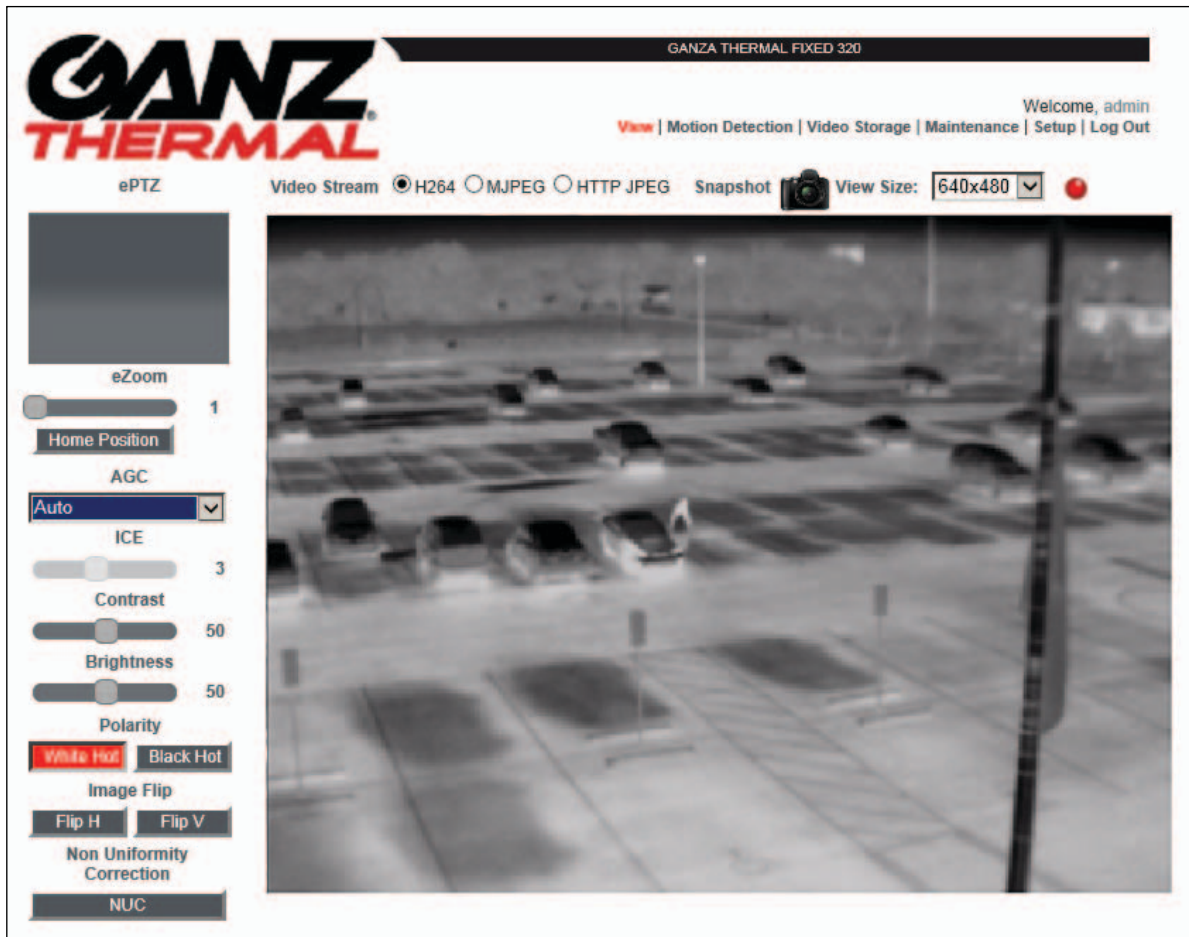 GANZ
THERMAL
GANZA THERMAL FIXED 320
Welcome, admin
View | Motion Detection | Video Storage | Maintenance | Setup | Log Out
ePTZ
Video Stream H264 MJPEG HTTP JPEG Snapshot View Size: 640x480
eZoom
1
Home Position
AGC
Auto
ICE
3
Contrast
50
Brightness
50
Polarity
White Hot Black Hot
Image Flip
Flip H Flip V
Non Uniformity
Correction
NUC